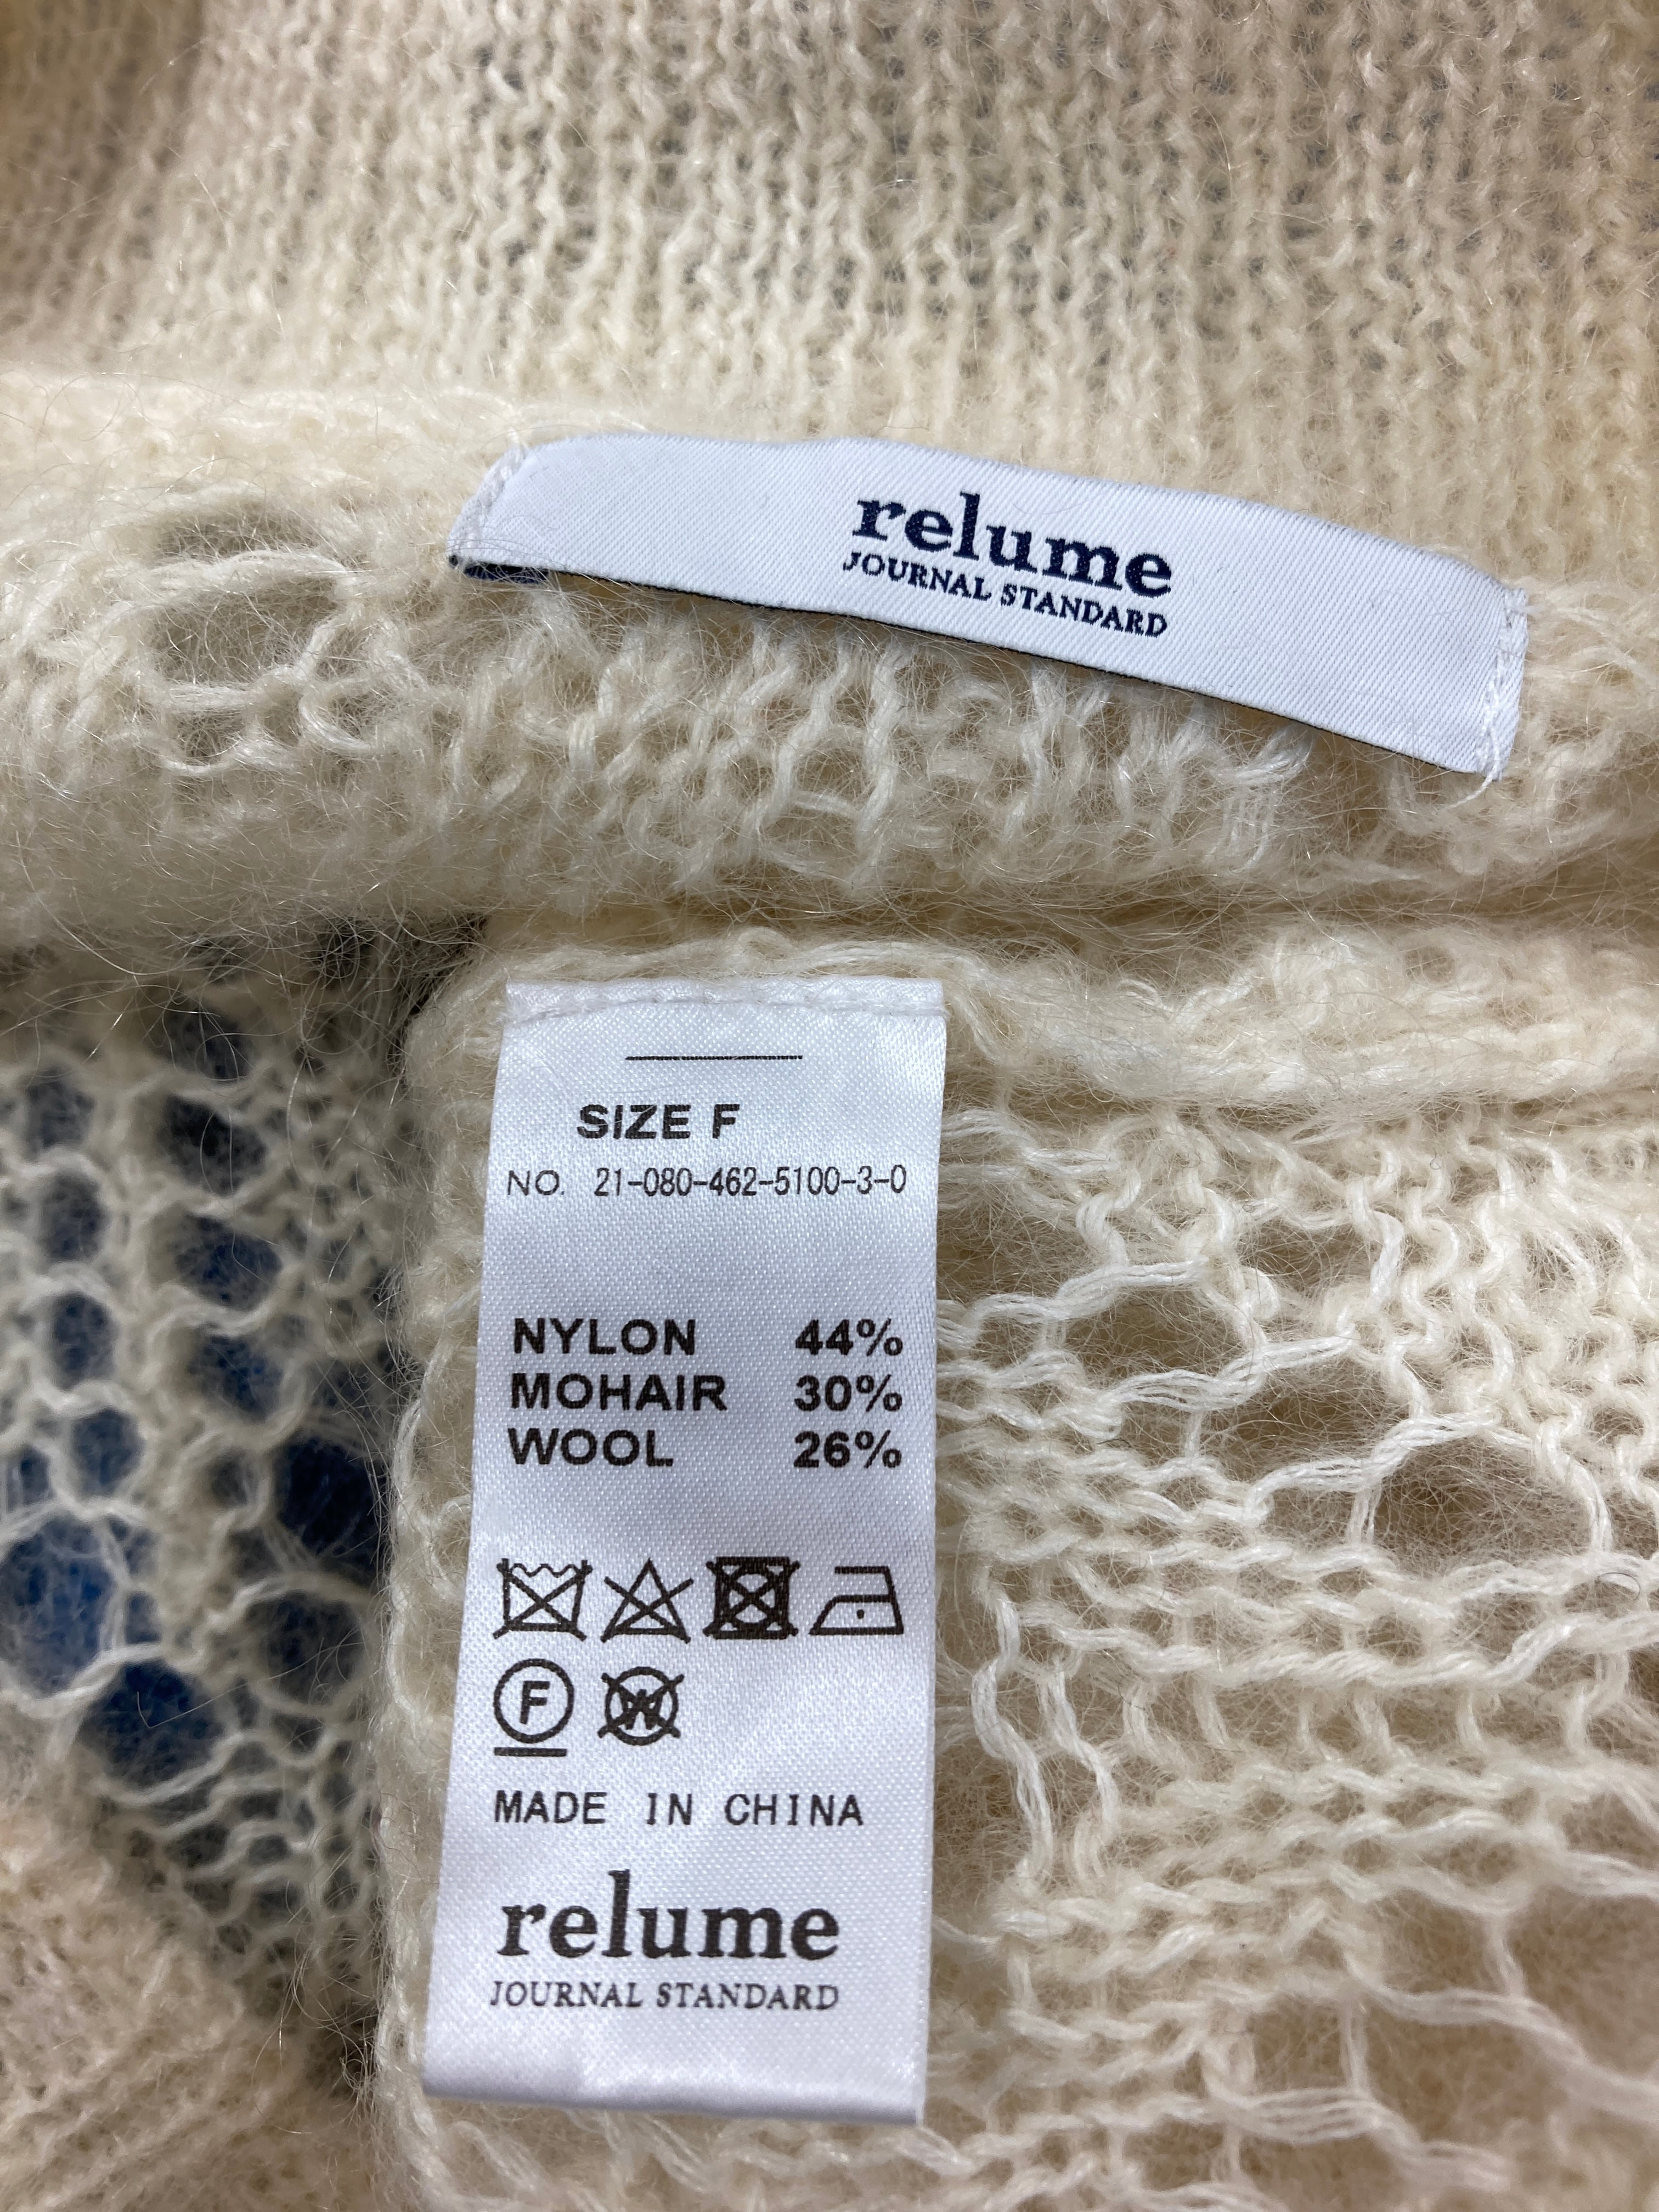 relume
JOURNAL STANDARD
SIZE F
NO. 21-080-462-5100-3-0
NYLON 44%
MOHAIR 30%
WOOL 26%
F W
MADE IN CHINA
relume
JOURNAL STANDARD